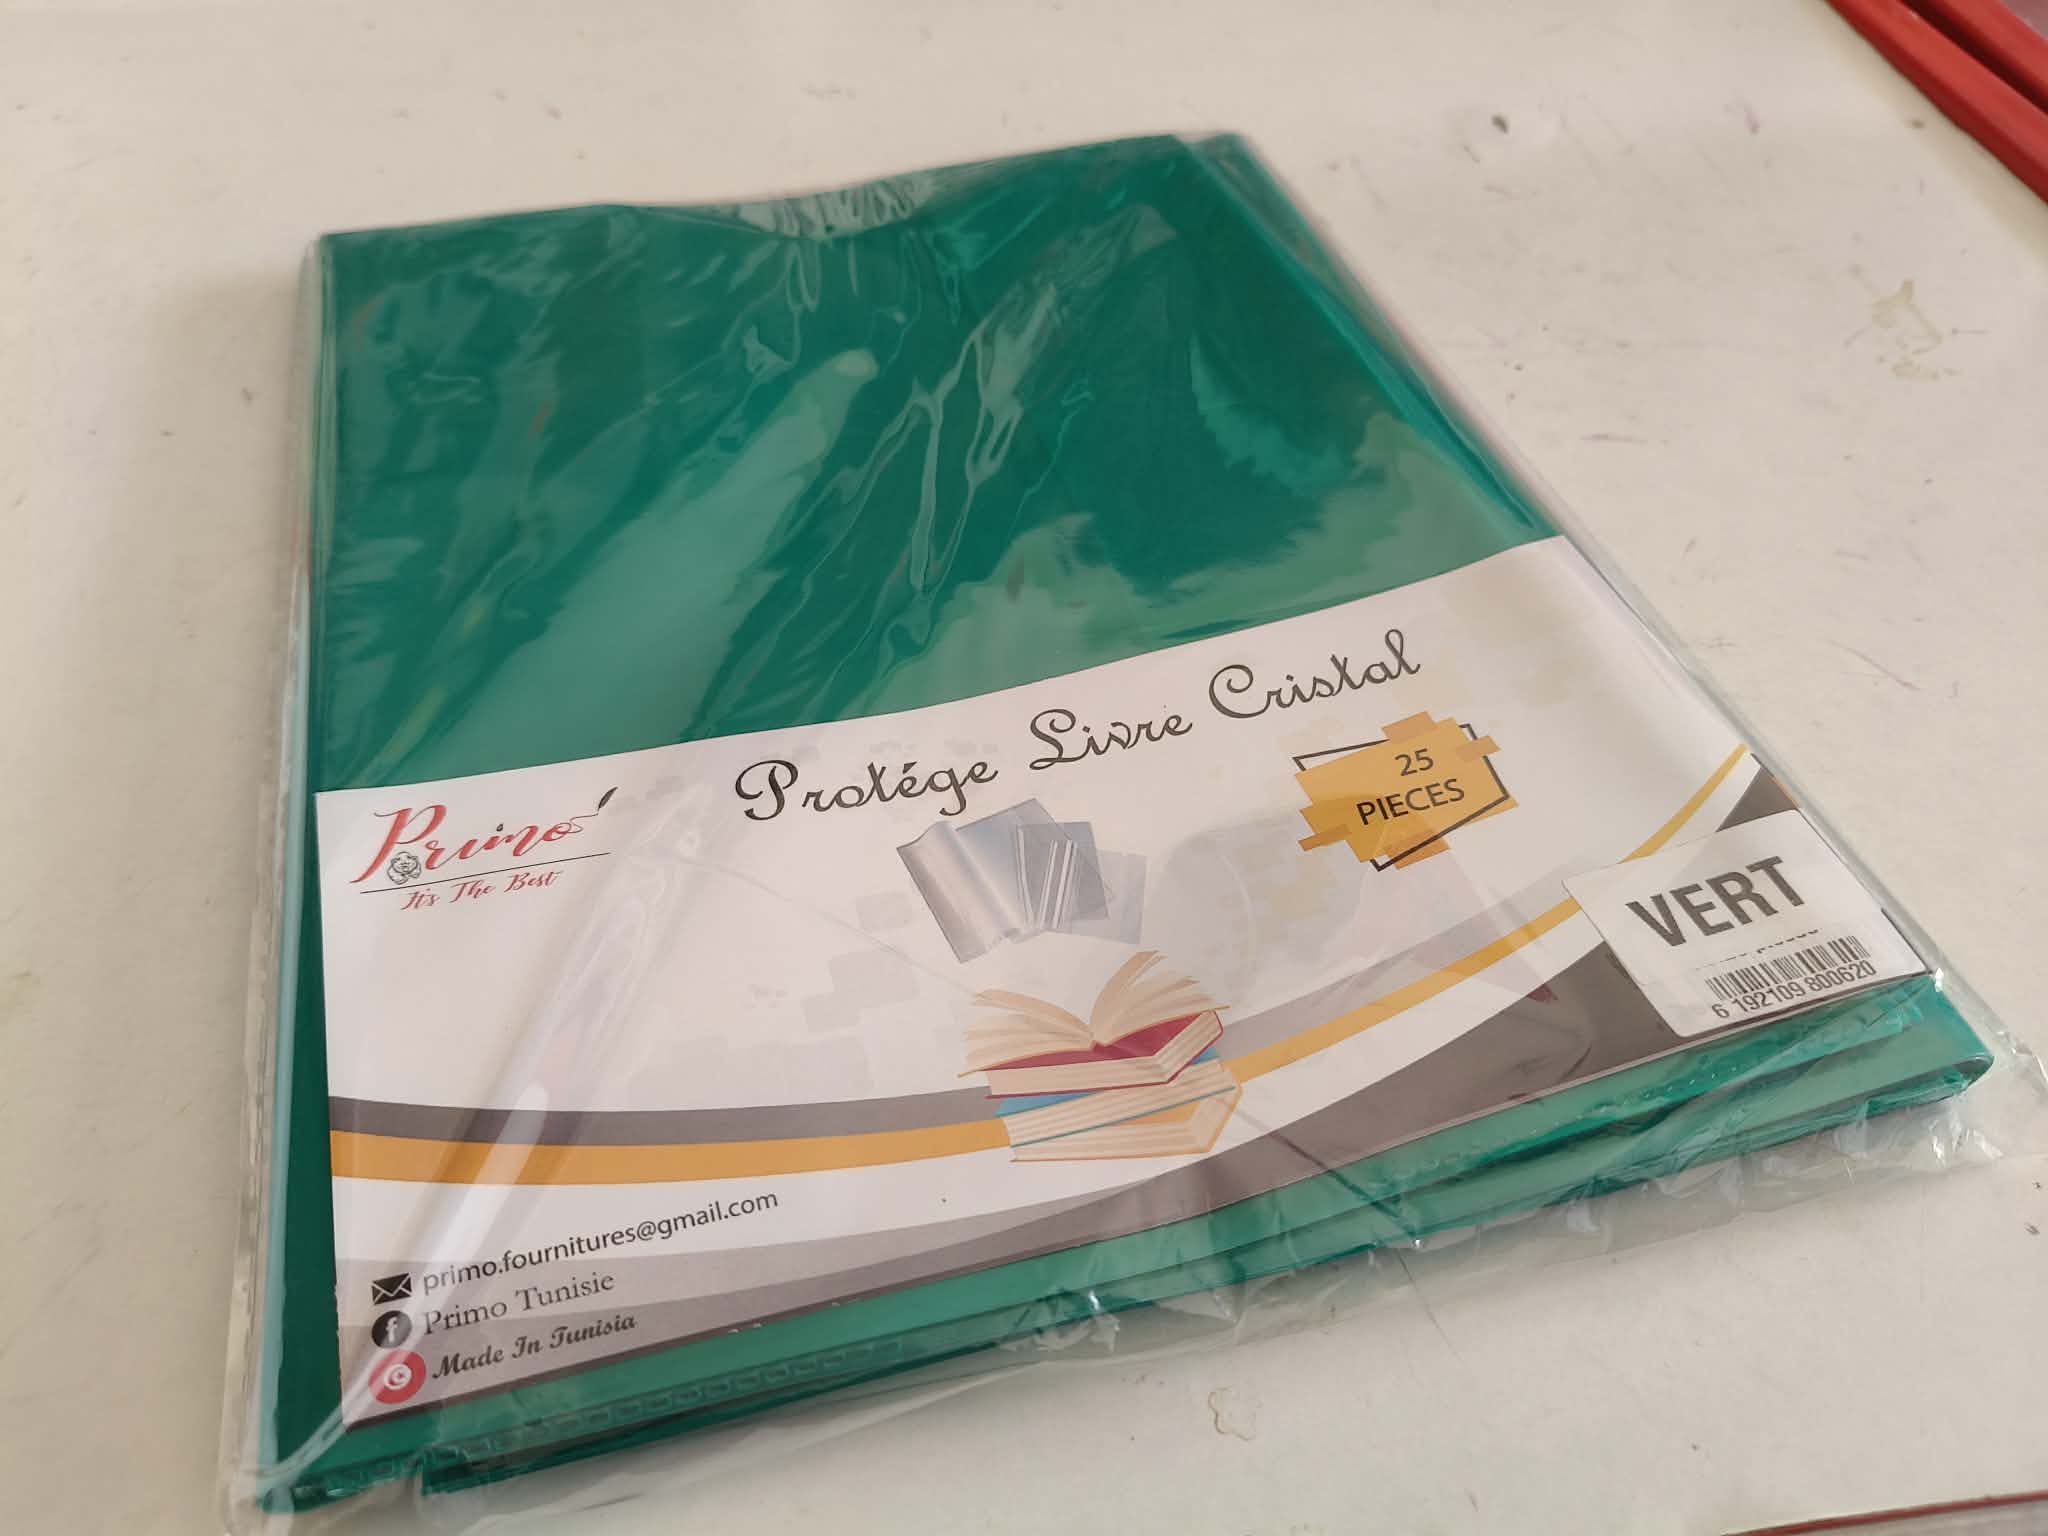 Protége Livre Cristal
25
PIECES
Primo
It's The Best
VERT
6 192109 800620
primo.fournitures@gmail.com
Primo Tunisie
Made In Tunisia